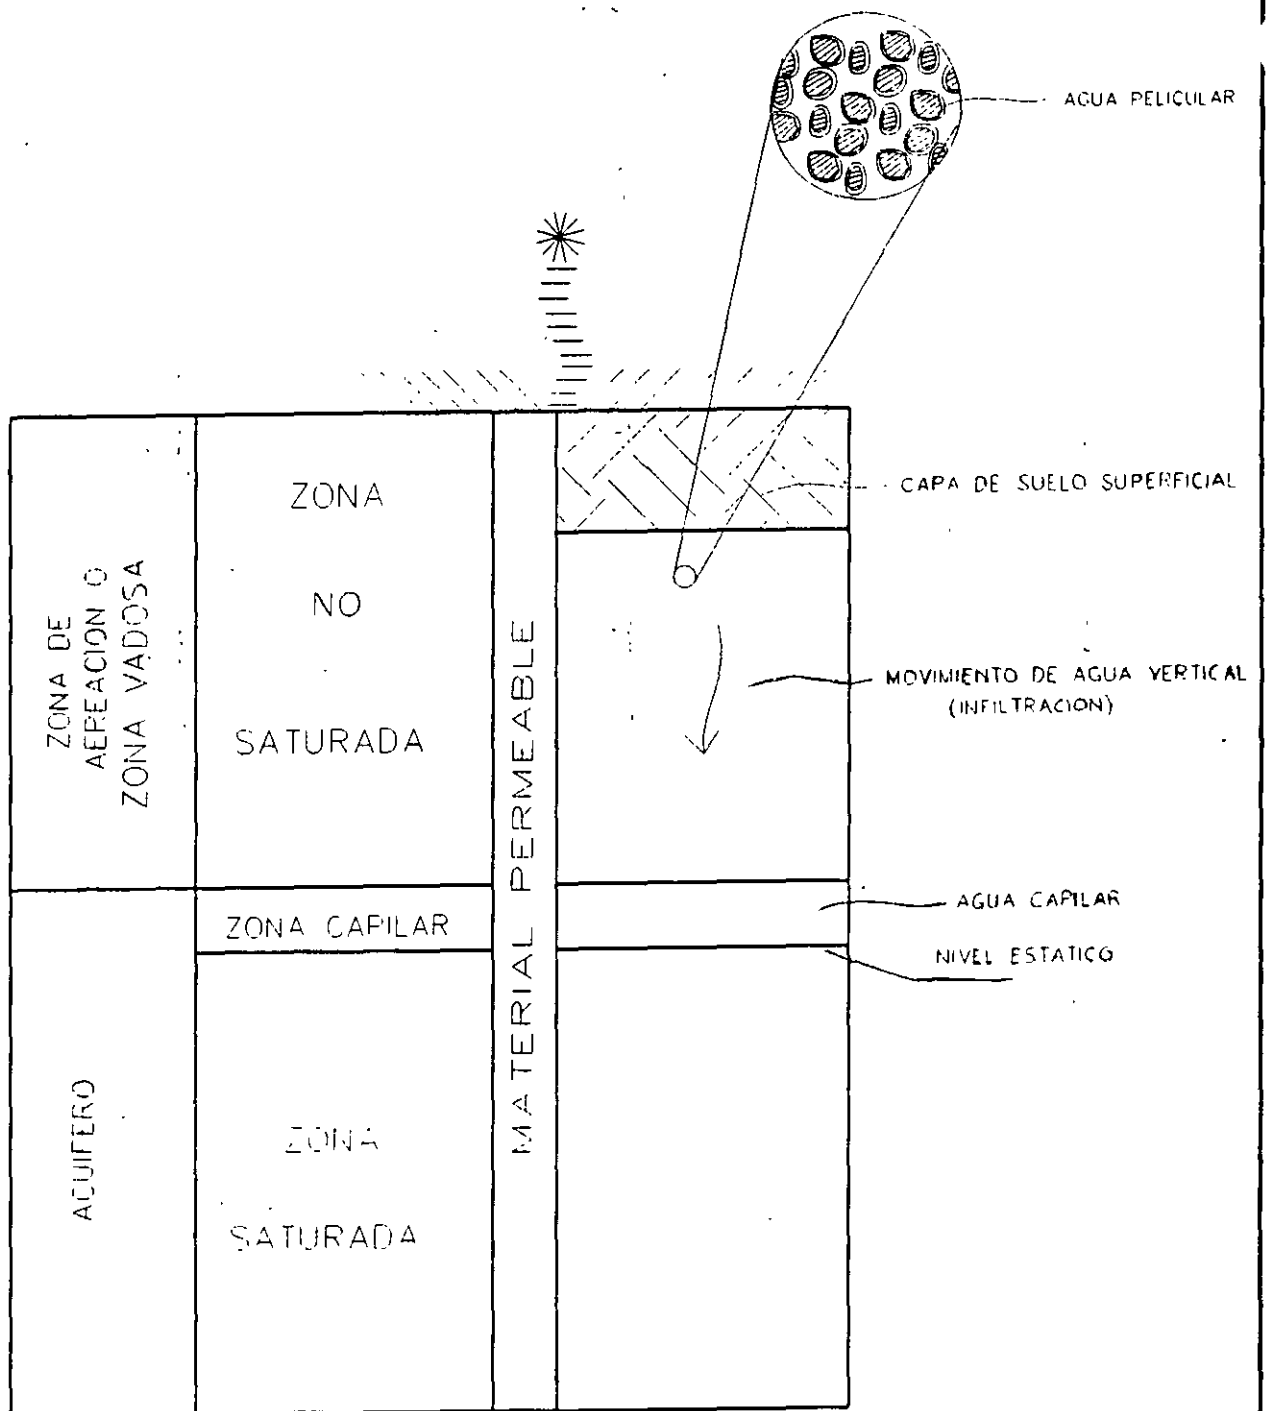 AGUA PELICULAR
CAPA DE SUELO SUPERFICIAL
ZONA
NO
SATURADA
ZONA DE
AEREACION O
ZONA VADOSA
MATERIAL PERMEABLE
MOVIMIENTO DE AGUA VERTICAL
(INFILTRACION)
ZONA CAPILAR
AGUA CAPILAR
NIVEL ESTATICO
ACUIFERO
ZONA
SATURADA